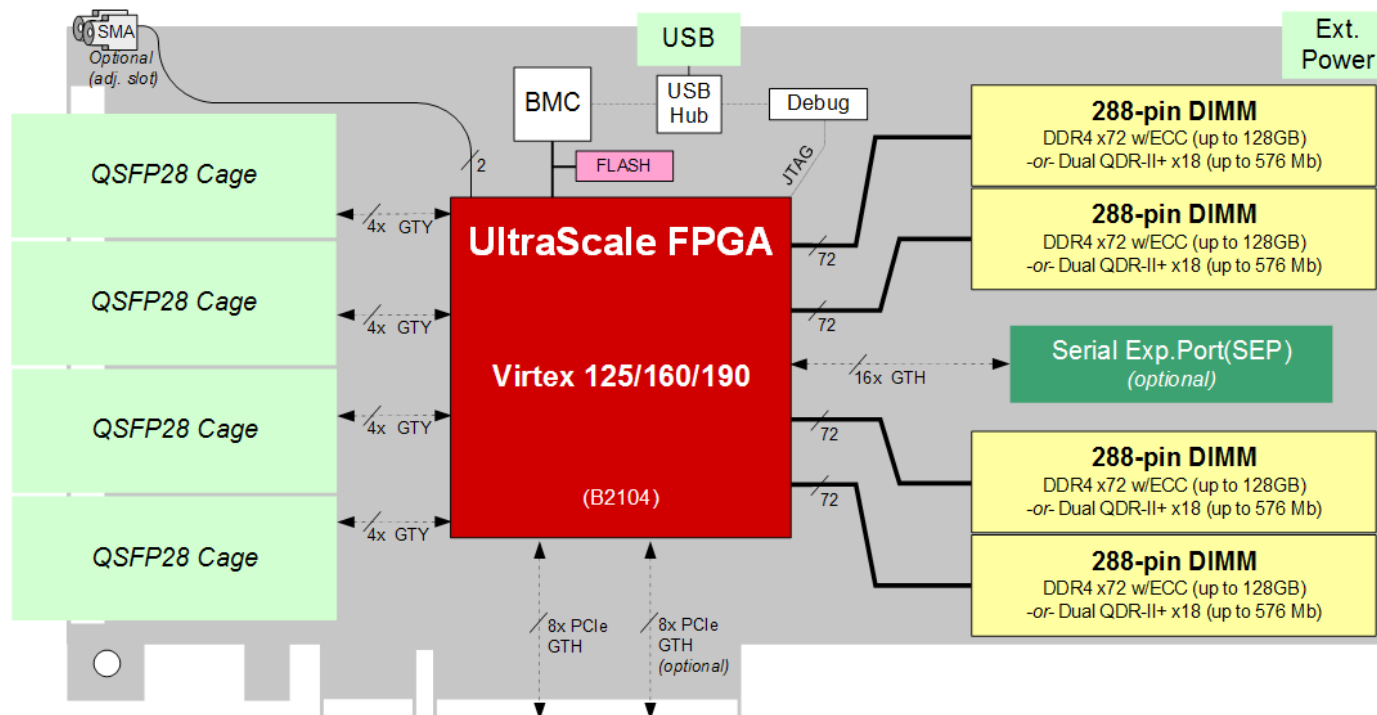 SMA
Optional
(adj. slot)
USB
Ext.
Power
BMC
USB
Hub
Debug
FLASH
JTAG
2
QSFP28 Cage
4x GTY
QSFP28 Cage
4x GTY
QSFP28 Cage
4x GTY
QSFP28 Cage
4x GTY
UltraScale FPGA
Virtex 125/160/190
(B2104)
72
72
16x GTH
72
72
288-pin DIMM
DDR4 x72 w/ECC (up to 128GB)
-or- Dual QDR-II+ x18 (up to 576 Mb)
288-pin DIMM
DDR4 x72 w/ECC (up to 128GB)
-or- Dual QDR-II+ x18 (up to 576 Mb)
Serial Exp.Port(SEP)
(optional)
288-pin DIMM
DDR4 x72 w/ECC (up to 128GB)
-or- Dual QDR-II+ x18 (up to 576 Mb)
288-pin DIMM
DDR4 x72 w/ECC (up to 128GB)
-or- Dual QDR-II+ x18 (up to 576 Mb)
8x PCIe
GTH
8x PCIe
GTH
(optional)